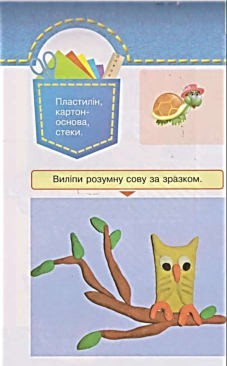 Пластилін,
картон-
основа,
стеки.
Виліпи розумну сову за зразком.